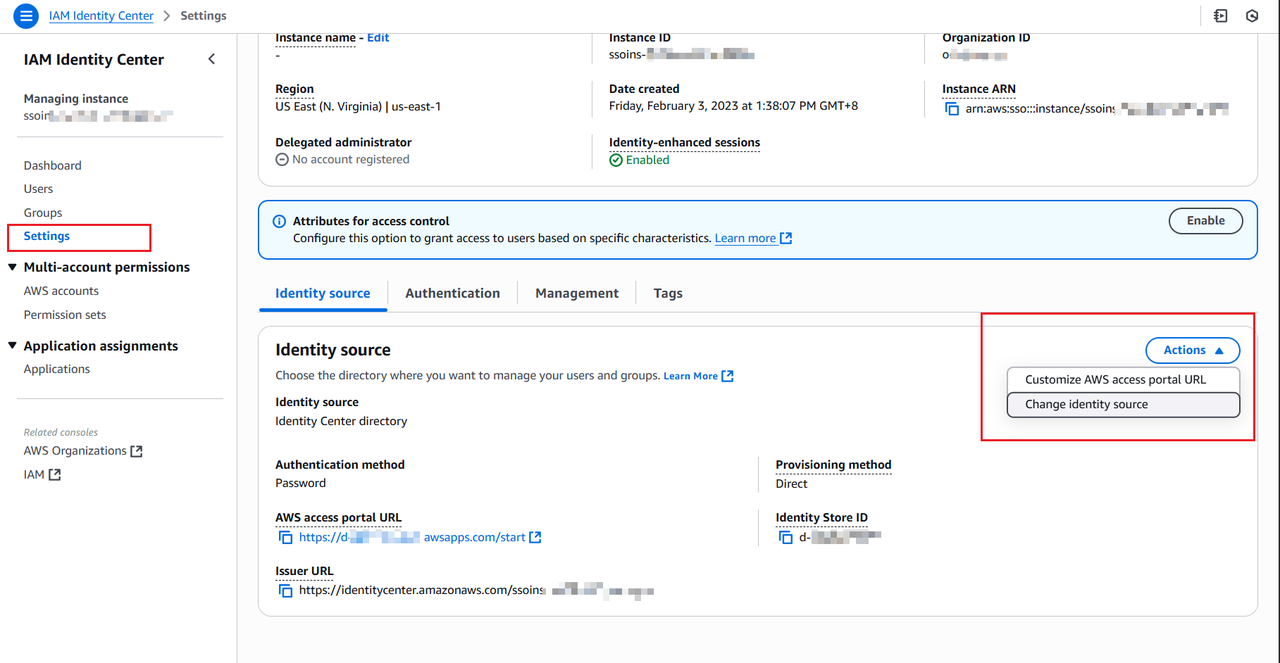 IAM Identity Center > Settings
IAM Identity Center
Managing instance
ssoin
Dashboard
Users
Groups
Settings
Multi-account permissions
AWS accounts
Permission sets
Application assignments
Applications
Related consoles
AWS Organizations
IAM
Instance name - Edit
-
Instance ID
ssoins-
Organization ID
o
Region
US East (N. Virginia) | us-east-1
Date created
Friday, February 3, 2023 at 1:38:07 PM GMT+8
Instance ARN
arn:aws:sso:::instance/ssoins
Delegated administrator
No account registered
Identity-enhanced sessions
Enabled
Attributes for access control
Configure this option to grant access to users based on specific characteristics. Learn more
Enable
Identity source
Authentication
Management
Tags
Identity source
Choose the directory where you want to manage your users and groups. Learn More
Actions
Customize AWS access portal URL
Change identity source
Identity source
Identity Center directory
Authentication method
Password
Provisioning method
Direct
AWS access portal URL
https://d- awsapps.com/start
Identity Store ID
d-
Issuer URL
https://identitycenter.amazonaws.com/ssoins